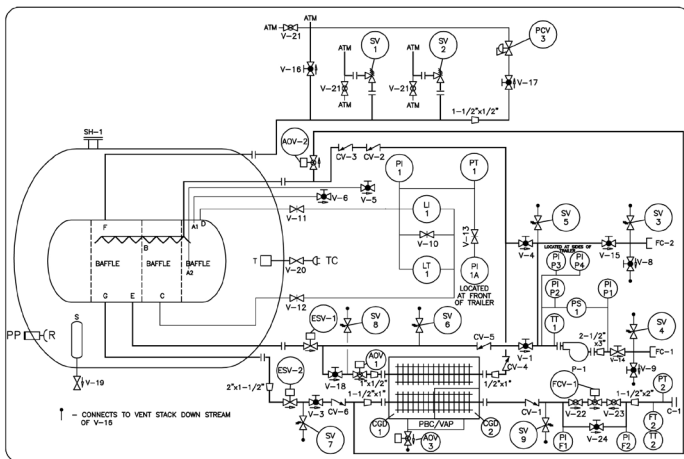 ATM
V-21
ATM
V-16
SV
1
SV
2
PCV
3
ATM
ATM
V-21
V-21
ATM
ATM
V-17
1-1/2"x1/2"
SH-1
AOV-2
CV-3
CV-2
PI
1
PT
1
V-5
V-6
LI
1
V-11
V-10
V-13
LT
1
PI
1A
LOCATED
AT FRONT
OF TRAILER
F
B
A1
D
BAFFLE
BAFFLE
BAFFLE
A2
G
E
C
T
V-20
TC
V-12
SV
5
SV
3
V-4
V-15
FC-2
V-8
LOCATED AT SIDES OF
TRAILER
PI
P3
PI
P4
PI
P2
PS
1
PI
P1
TT
1
2-1/2"
x3"
SV
4
FC-1
V-14
V-9
P-1
PP
R
S
V-19
ESV-1
SV
8
SV
6
CV-5
V-1
CV-4
ESV-2
AOV
1
V-18
1"x1/2"
1/2"x1"
2"x1-1/2"
V-3
CV-6
1-1/2"x1"
SV
7
CGD
1
PBC/VAP
CGD
2
AOV
3
CV-1
SV
9
FCV-1
V-22
V-23
V-24
1-1/2"x2"
PT
2
C-1
FT
2
TT
2
PI
F1
PI
F2
- CONNECTS TO VENT STACK DOWN STREAM
OF V-16